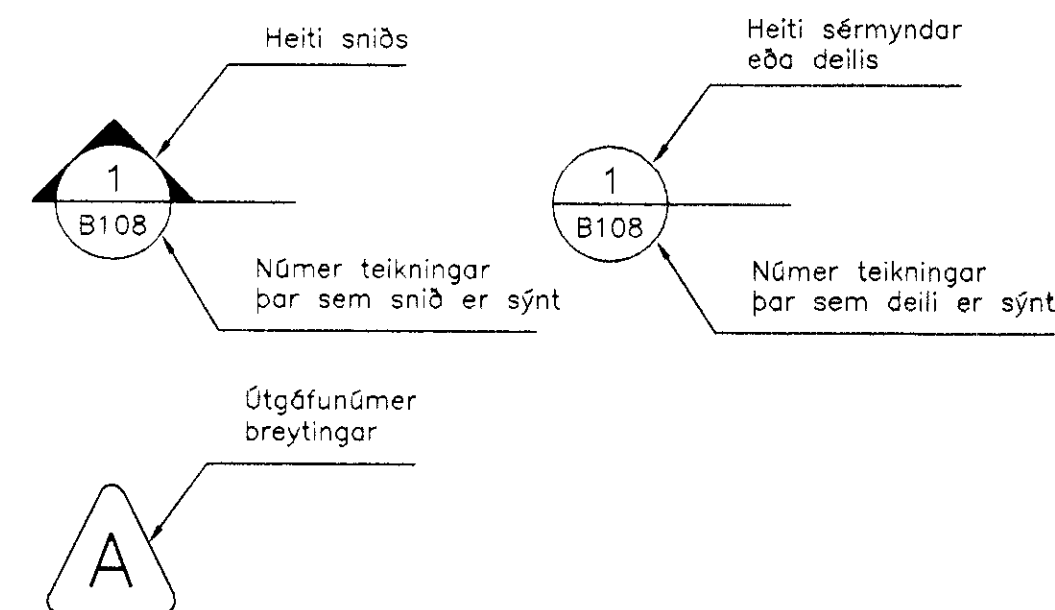 Heiti sniðs
1
B108
Númer teikningar
þar sem snið er sýnt
Heiti sérmyndar
eða deilis
1
B108
Númer teikningar
þar sem deili er sýnt
Útgáfunúmer
breytingar
A